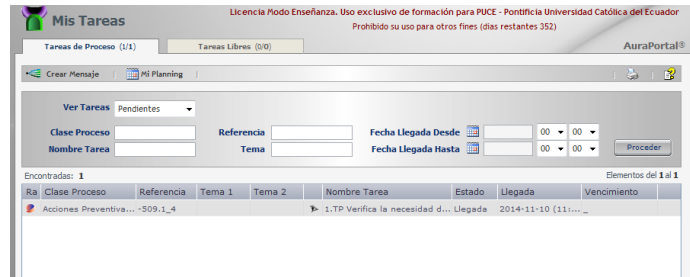 Mis Tareas
Licencia Modo Enseñanza. Uso exclusivo de formación para PUCE - Pontificia Universidad Católica del Ecuador
Prohibido su uso para otros fines (días restantes 352)
Tareas de Proceso (1/1) Tareas Libres (0/0) AuraPortal®
Crear Mensaje Mi Planning
Ver Tareas Pendientes
Clase Proceso Referencia Fecha Llegada Desde 00 00
Nombre Tarea Tema Fecha Llegada Hasta 00 00 Proceder
Encontradas: 1 Elementos del 1 al 1
Ra Clase Proceso Referencia Tema 1 Tema 2 Nombre Tarea Estado Llegada Vencimiento
Acciones Preventiva... -509.1_4 1.TP Verifica la necesidad d... Llegada 2014-11-10 (11:... _